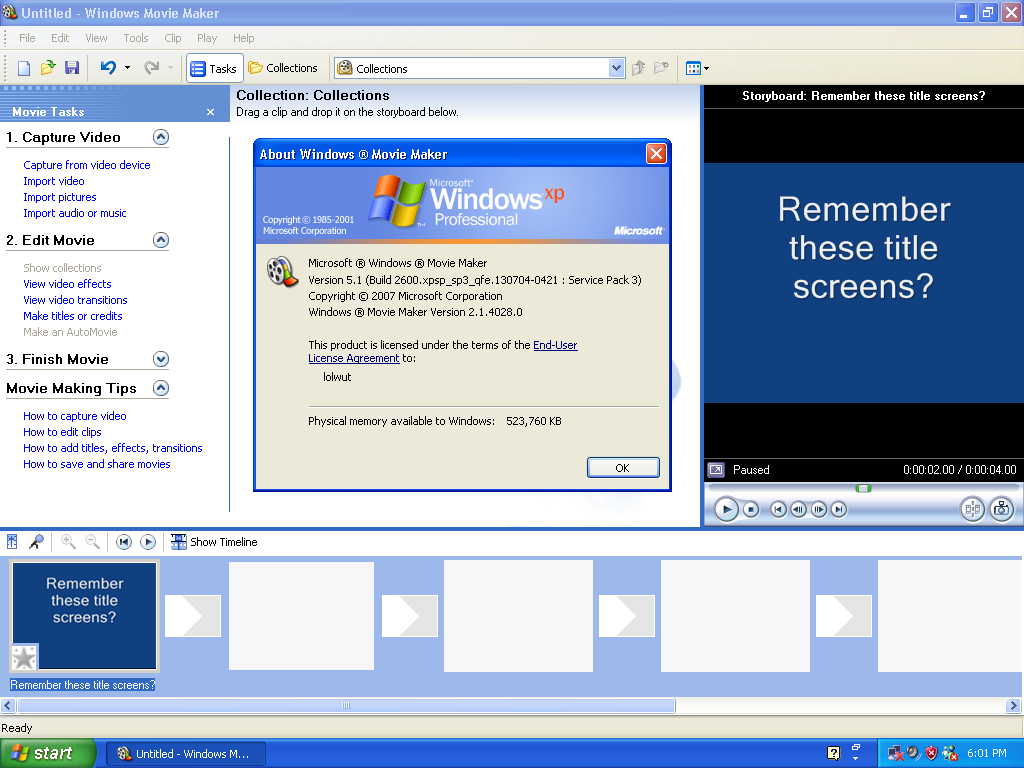 Untitled - Windows Movie Maker
File Edit View Tools Clip Play Help
Tasks Collections Collections
Movie Tasks
1. Capture Video
Capture from video device
Import video
Import pictures
Import audio or music
2. Edit Movie
Show collections
View video effects
View video transitions
Make titles or credits
Make an AutoMovie
3. Finish Movie
Movie Making Tips
How to capture video
How to edit clips
How to add titles, effects, transitions
How to save and share movies
Collection: Collections
Drag a clip and drop it on the storyboard below.
About Windows ® Movie Maker
Microsoft®
Windows xp
Professional
Copyright © 1985-2001
Microsoft Corporation
Microsoft
Microsoft ® Windows ® Movie Maker
Version 5.1 (Build 2600.xpsp_sp3_qfe.130704-0421 : Service Pack 3)
Copyright © 2007 Microsoft Corporation
Windows ® Movie Maker Version 2.1.4028.0
This product is licensed under the terms of the End-User
License Agreement to:
lolwut
Physical memory available to Windows: 523,760 KB
OK
Storyboard: Remember these title screens?
Remember
these title
screens?
Paused 0:00:02.00 / 0:00:04.00
Show Timeline
Remember
these title
screens?
Remember these title screens?
Ready
start Untitled - Windows M... 6:01 PM